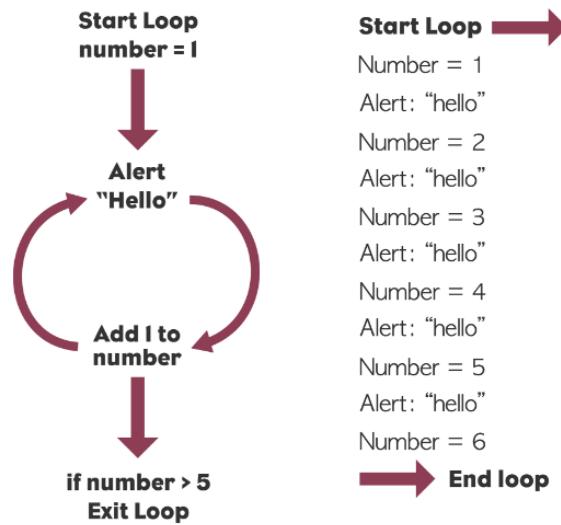 Start Loop
number = 1
Alert
“Hello”
Add 1 to
number
if number > 5
Exit Loop
Start Loop
Number = 1
Alert: “hello”
Number = 2
Alert: “hello”
Number = 3
Alert: “hello”
Number = 4
Alert: “hello”
Number = 5
Alert: “hello”
Number = 6
End loop